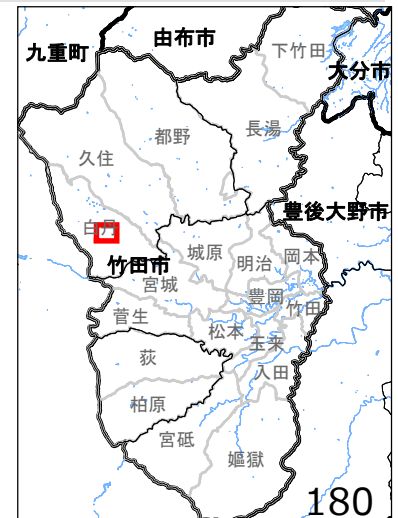 由布市
九重町
下竹田
大分市
長湯
都野
久住
豊後大野市
白丹
城原
岡本
明治
竹田市
宮城
豊岡
竹田
菅生
松本
玉来
荻
入田
柏原
宮砥
嫗獄
180